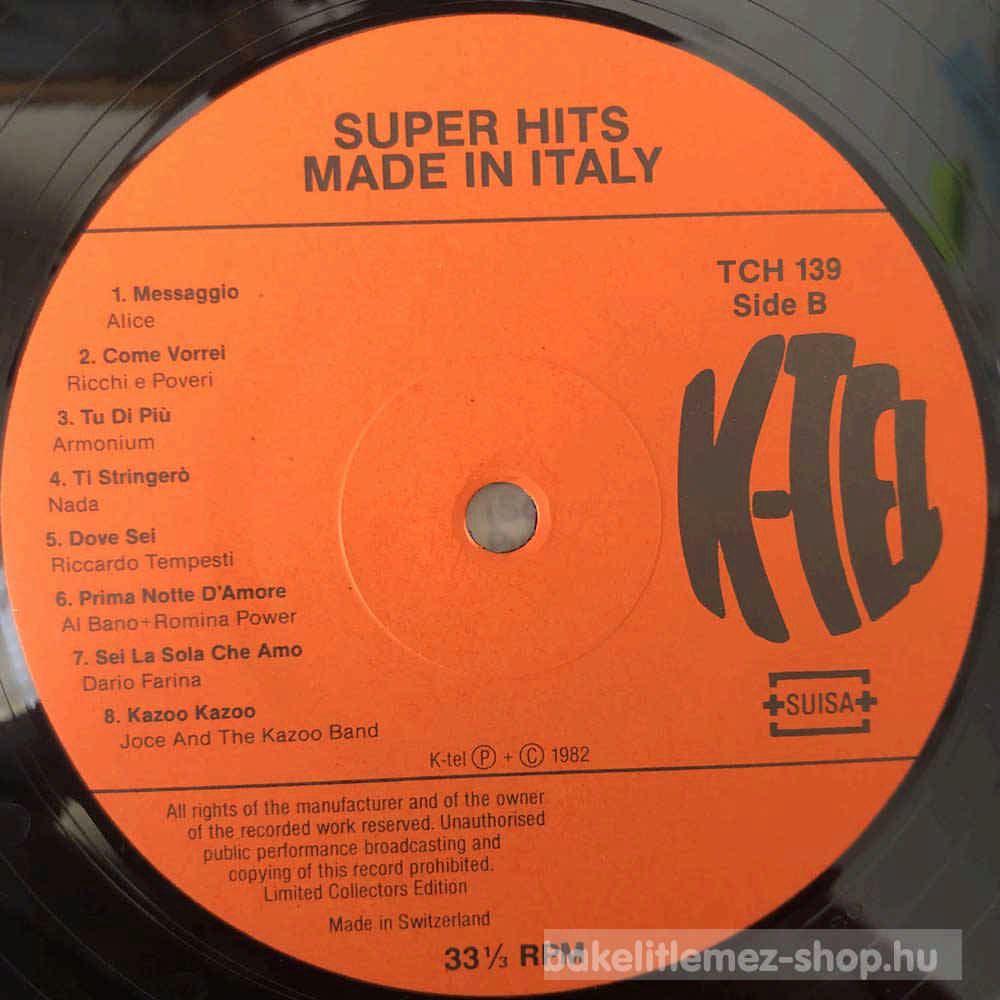 SUPER HITS
MADE IN ITALY
TCH 139
Side B
1. Messaggio
Alice
2. Come Vorrei
Ricchi e Poveri
3. Tu Di Più
Armonium
4. Ti Stringerò
Nada
5. Dove Sei
Riccardo Tempesti
6. Prima Notte D'Amore
Al Bano+Romina Power
7. Sei La Sola Che Amo
Dario Farina
8. Kazoo Kazoo
Joce And The Kazoo Band
K-TEL
SUISA
K-tel Ⓟ + Ⓒ 1982
All rights of the manufacturer and of the owner
of the recorded work reserved. Unauthorised
public performance broadcasting and
copying of this record prohibited.
Limited Collectors Edition
Made in Switzerland
33 ⅓ RPM
bakelitlemez-shop.hu